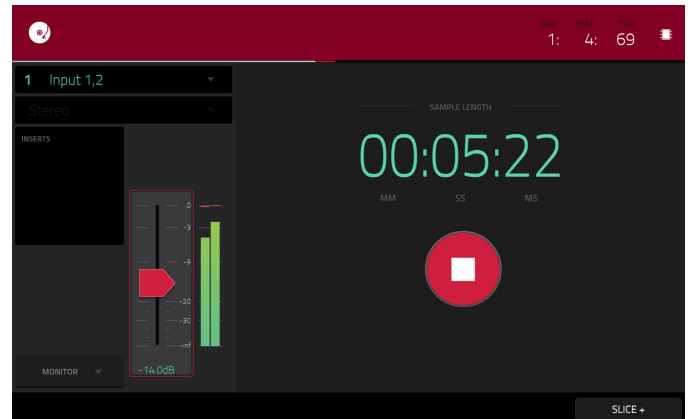 BAR BEAT TICK
1: 4: 69
1 Input 1,2
Stereo
SAMPLE LENGTH
INSERTS
00:05:22
MM SS MS
0
-3
-9
-20
-30
-inf
MONITOR
-14.0dB
SLICE +